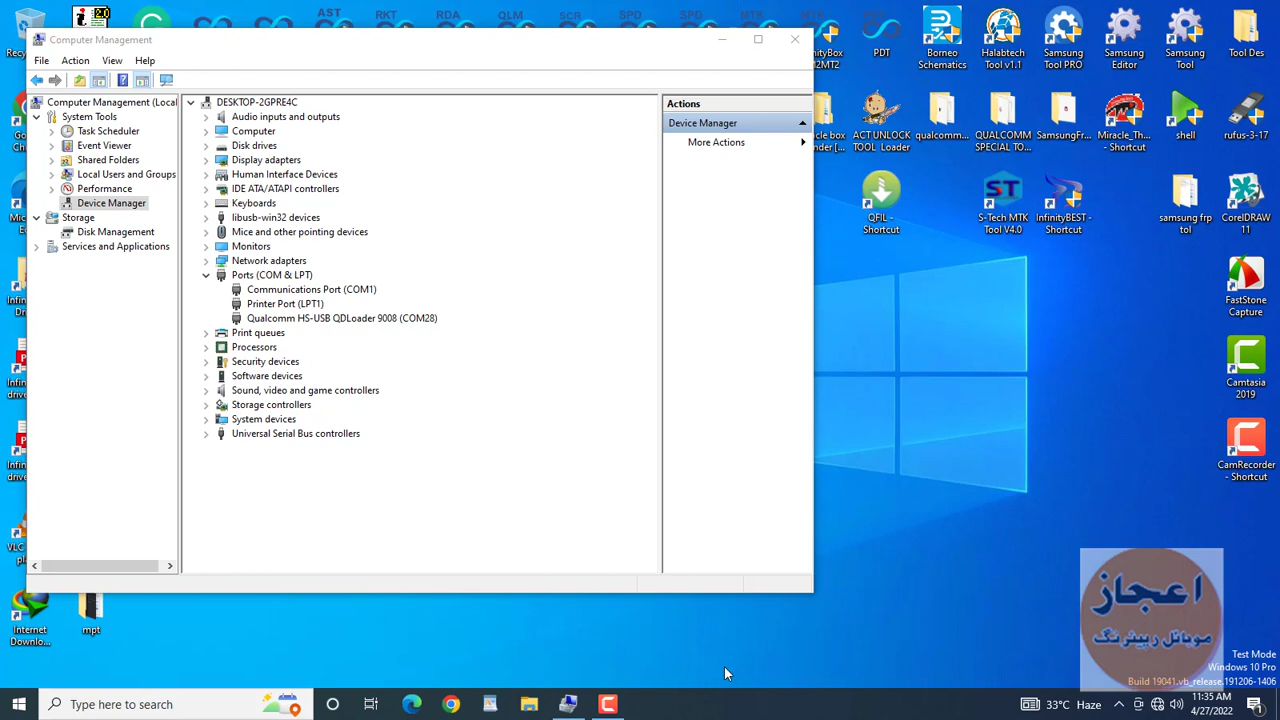 AST RKT RDA QLM SCR SPD SPD MTK
Computer Management
File Action View Help
Computer Management (Local
System Tools
Task Scheduler
Event Viewer
Shared Folders
Local Users and Groups
Performance
Device Manager
Storage
Disk Management
Services and Applications
DESKTOP-2GPRE4C
Audio inputs and outputs
Computer
Disk drives
Display adapters
Human Interface Devices
IDE ATA/ATAPI controllers
Keyboards
libusb-win32 devices
Mice and other pointing devices
Monitors
Network adapters
Ports (COM & LPT)
Communications Port (COM1)
Printer Port (LPT1)
Qualcomm HS-USB QDLoader 9008 (COM28)
Print queues
Processors
Security devices
Software devices
Sound, video and game controllers
Storage controllers
System devices
Universal Serial Bus controllers
Actions
Device Manager
More Actions
PDT
Borneo
Schematics
Halabtech
Tool v1.1
Samsung
Tool PRO
Samsung
Editor
Samsung
Tool
Tool Des
ACT UNLOCK
TOOL Loader
qualcomm...
QUALCOMM
SPECIAL TO...
SamsungFr...
Miracle_Th...
- Shortcut
shell
rufus-3-17
QFIL -
Shortcut
S-Tech MTK
Tool V4.0
InfinityBEST -
Shortcut
samsung frp
tol
CorelDRAW
11
FastStone
Capture
Camtasia
2019
CamRecorder
- Shortcut
Internet
Downlo...
mpt
اعجاز
موبائل ریپئرنگ
Test Mode
Windows 10 Pro
Build 19041.vb_release.191206-1406
Type here to search
33°C Haze
11:35 AM
4/27/2022